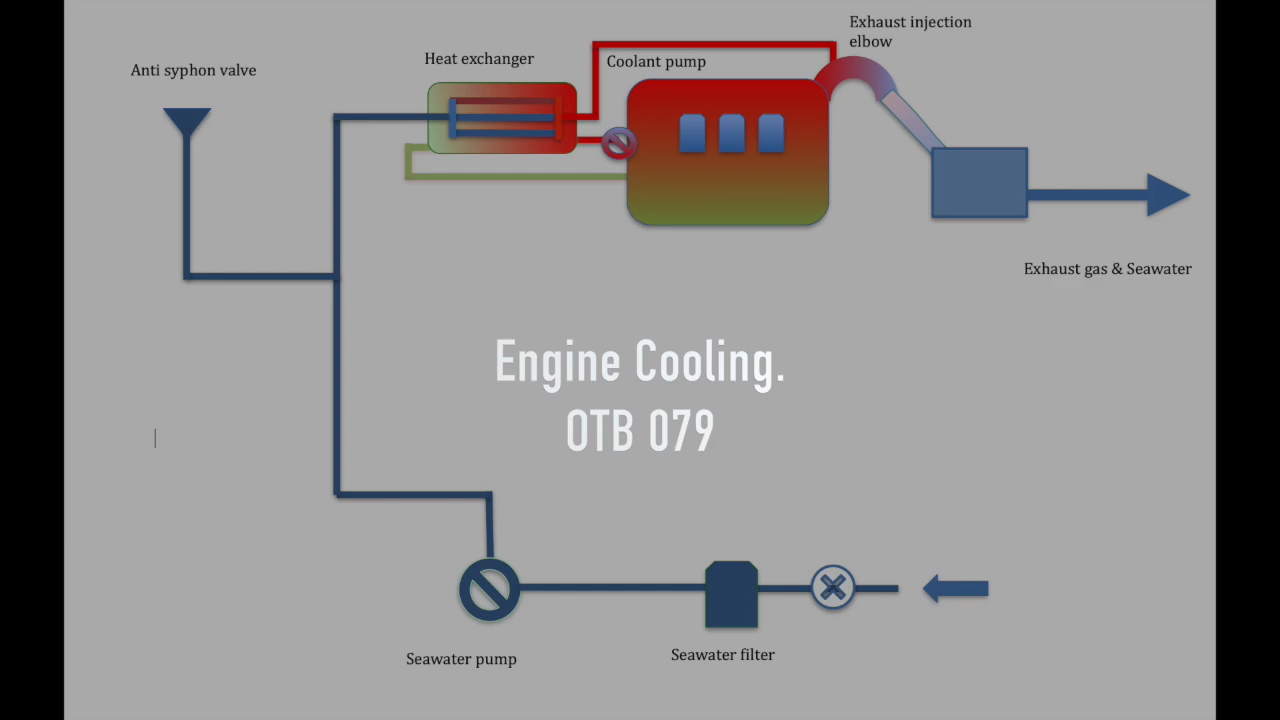 Exhaust injection
elbow
Heat exchanger
Coolant pump
Anti syphon valve
Exhaust gas & Seawater
Engine Cooling.
OTB 079
Seawater pump
Seawater filter